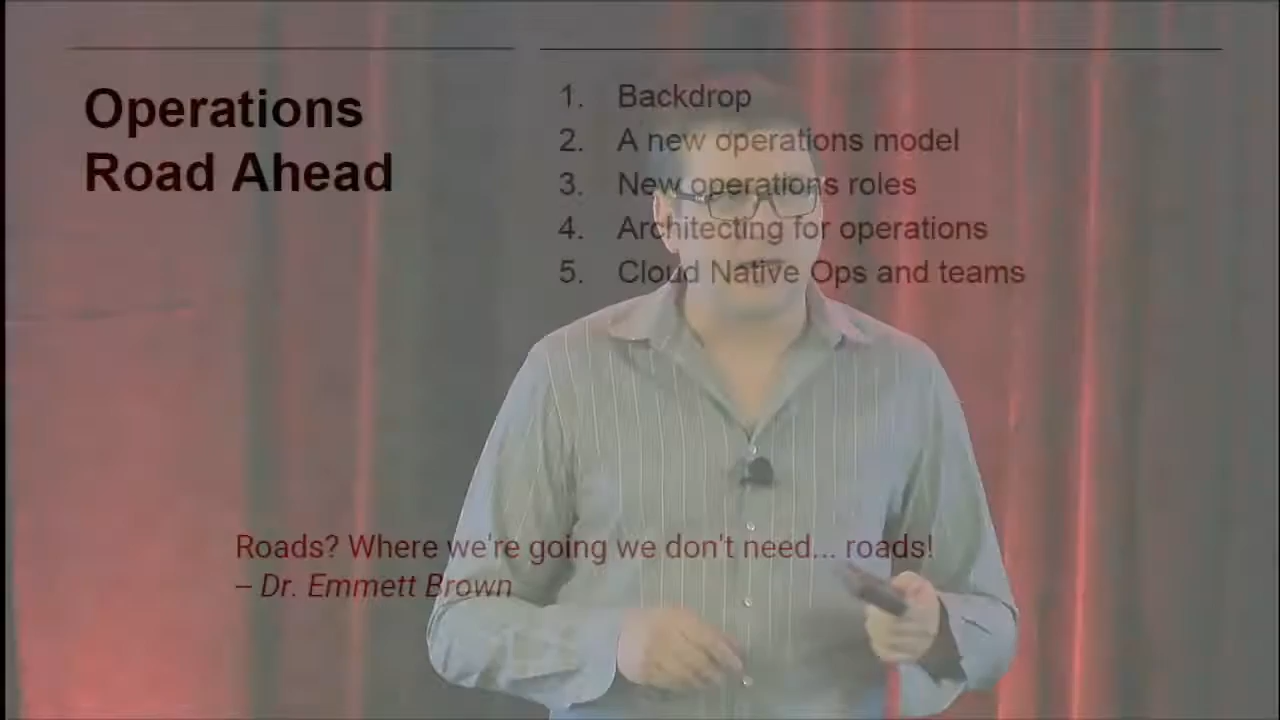 Operations
Road Ahead
1. Backdrop
2. A new operations model
3. New operations roles
4. Architecting for operations
5. Cloud Native Ops and teams
Roads? Where we're going we don't need... roads!
– Dr. Emmett Brown